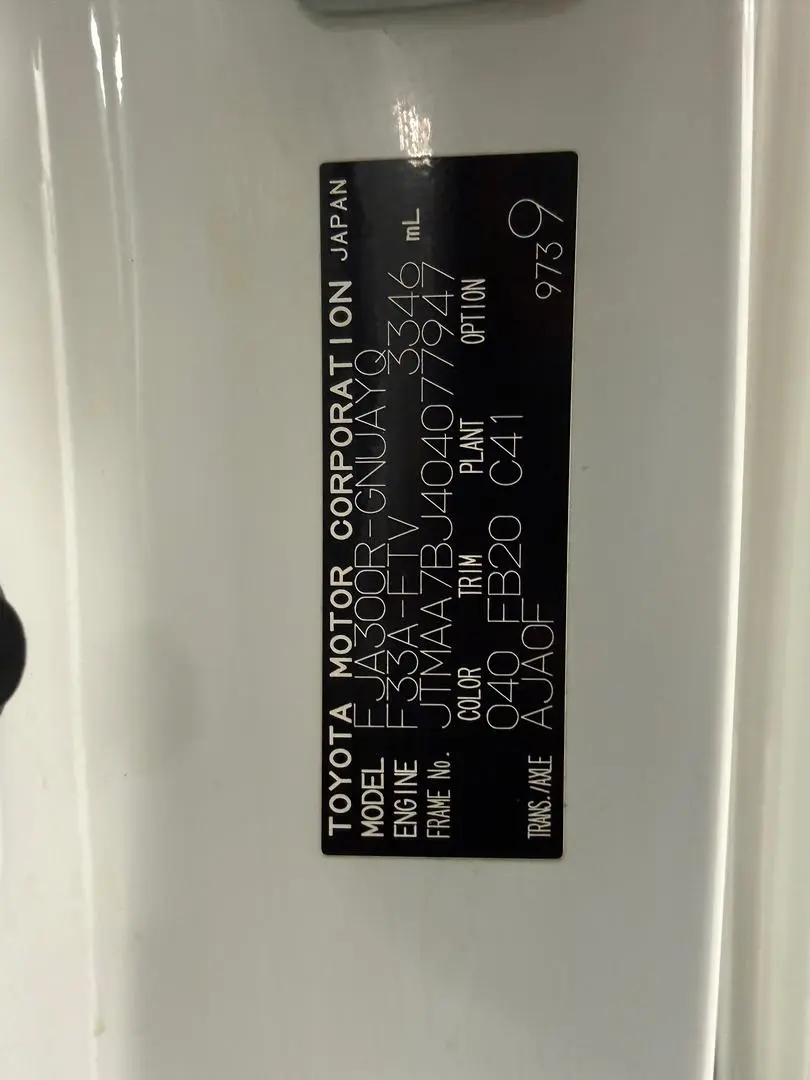 TOYOTA MOTOR CORPORATION JAPAN
MODEL FJA300R-GNUAYQ
ENGINE F33A-FTV 3346 mL
FRAME No. JTMAA7BJ404077947
COLOR TRIM PLANT OPTION
040 FB20 C41
TRANS./AXLE AJA0F 9739